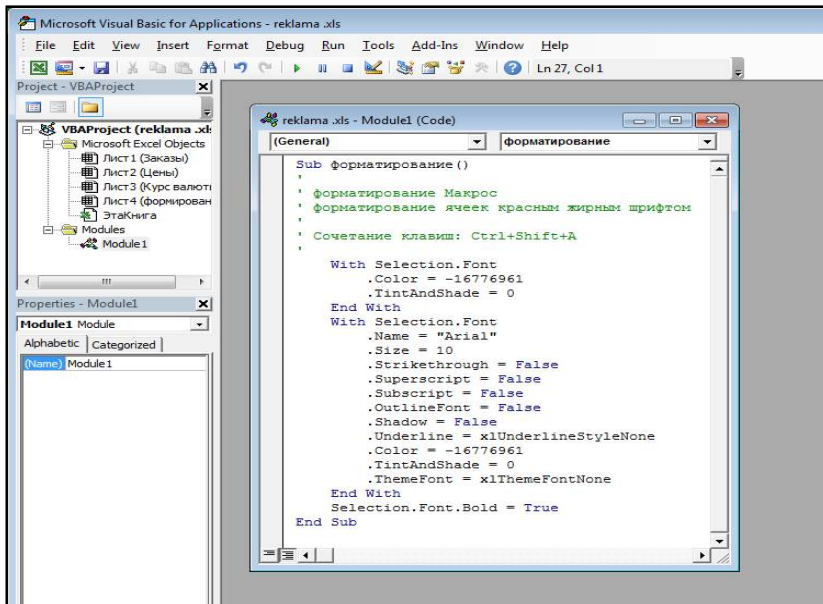 Microsoft Visual Basic for Applications - reklama .xls
File Edit View Insert Format Debug Run Tools Add-Ins Window Help
Ln 27, Col 1
Project - VBAProject
VBAProject (reklama .xls
Microsoft Excel Objects
Лист1 (Заказы)
Лист2 (Цены)
Лист3 (Курс валют
Лист4 (формирован
ЭтаКнига
Modules
Module1
Properties - Module1
Module1 Module
Alphabetic Categorized
(Name) Module1
reklama .xls - Module1 (Code)
(General) форматирование
Sub форматирование()
'
' форматирование Макрос
' форматирование ячеек красным жирным шрифтом
'
' Сочетание клавиш: Ctrl+Shift+A
'
With Selection.Font
.Color = -16776961
.TintAndShade = 0
End With
With Selection.Font
.Name = "Arial"
.Size = 10
.Strikethrough = False
.Superscript = False
.Subscript = False
.OutlineFont = False
.Shadow = False
.Underline = xlUnderlineStyleNone
.Color = -16776961
.TintAndShade = 0
.ThemeFont = xlThemeFontNone
End With
Selection.Font.Bold = True
End Sub